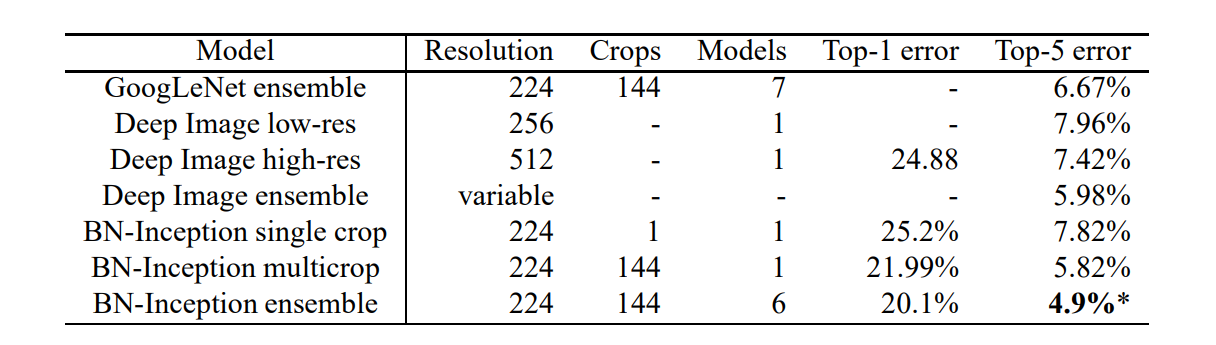 Model Resolution Crops Models Top-1 error Top-5 error
GoogLeNet ensemble 224 144 7 - 6.67%
Deep Image low-res 256 - 1 - 7.96%
Deep Image high-res 512 - 1 24.88 7.42%
Deep Image ensemble variable - - - 5.98%
BN-Inception single crop 224 1 1 25.2% 7.82%
BN-Inception multicrop 224 144 1 21.99% 5.82%
BN-Inception ensemble 224 144 6 20.1% 4.9%*